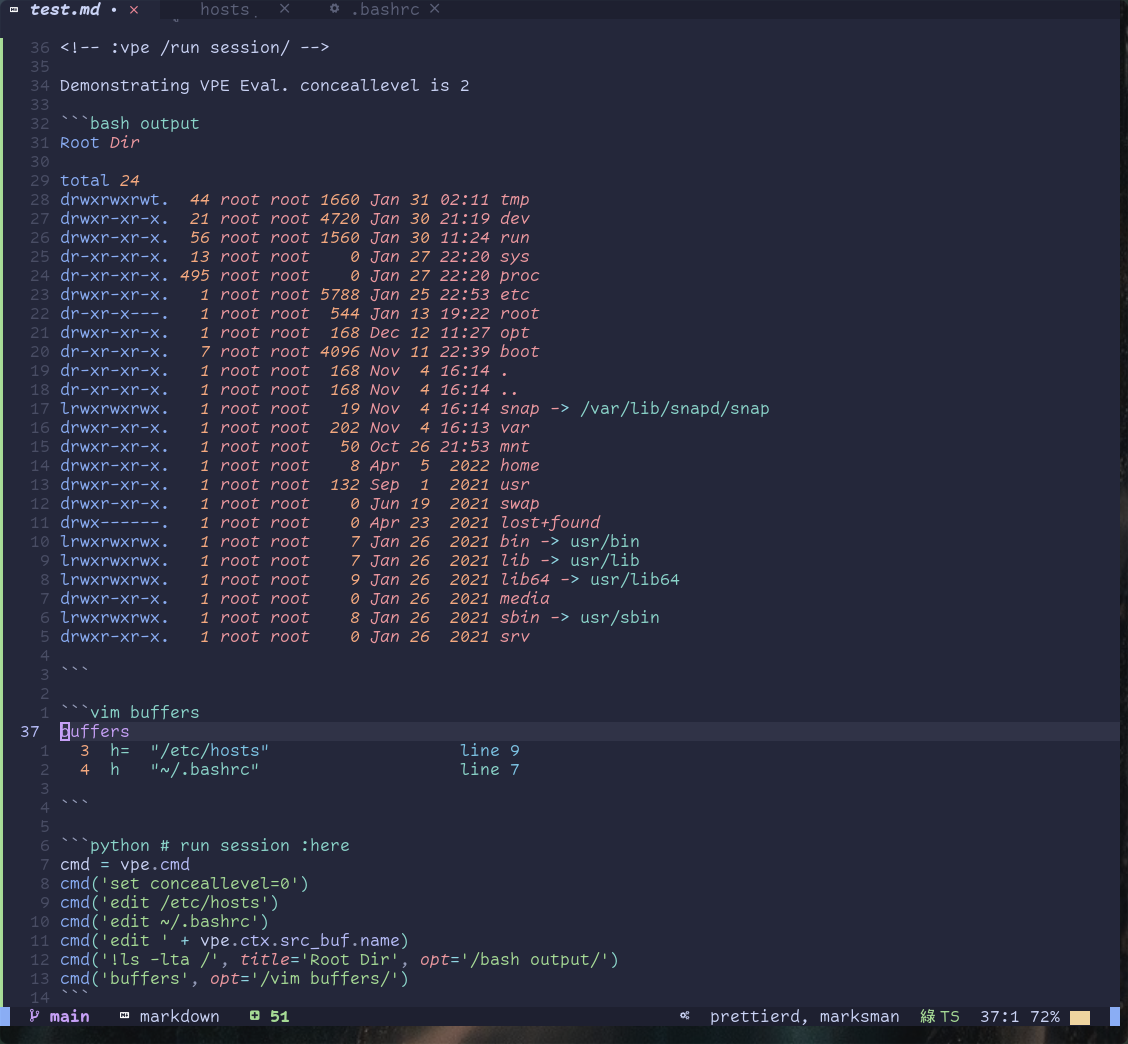 test.md • ×     hosts     ×     .bashrc ×
36 <!-- :vpe /run session/ -->
35
34 Demonstrating VPE Eval. conceallevel is 2
33
32 ```bash output
31 Root Dir
30
29 total 24
28 drwxrwxrwt.  44 root root 1660 Jan 31 02:11 tmp
27 drwxr-xr-x.  21 root root 4720 Jan 30 21:19 dev
26 drwxr-xr-x.  56 root root 1560 Jan 30 11:24 run
25 dr-xr-xr-x.  13 root root    0 Jan 27 22:20 sys
24 dr-xr-xr-x. 495 root root    0 Jan 27 22:20 proc
23 drwxr-xr-x.   1 root root 5788 Jan 25 22:53 etc
22 dr-xr-x---.   1 root root  544 Jan 13 19:22 root
21 drwxr-xr-x.   1 root root  168 Dec 12 11:27 opt
20 dr-xr-xr-x.   7 root root 4096 Nov 11 22:39 boot
19 dr-xr-xr-x.   1 root root  168 Nov  4 16:14 .
18 dr-xr-xr-x.   1 root root  168 Nov  4 16:14 ..
17 lrwxrwxrwx.   1 root root   19 Nov  4 16:14 snap -> /var/lib/snapd/snap
16 drwxr-xr-x.   1 root root  202 Nov  4 16:13 var
15 drwxr-xr-x.   1 root root   50 Oct 26 21:53 mnt
14 drwxr-xr-x.   1 root root    8 Apr  5  2022 home
13 drwxr-xr-x.   1 root root  132 Sep  1  2021 usr
12 drwxr-xr-x.   1 root root    0 Jun 19  2021 swap
11 drwx------.   1 root root    0 Apr 23  2021 lost+found
10 lrwxrwxrwx.   1 root root    7 Jan 26  2021 bin -> usr/bin
9 lrwxrwxrwx.   1 root root    7 Jan 26  2021 lib -> usr/lib
8 lrwxrwxrwx.   1 root root    9 Jan 26  2021 lib64 -> usr/lib64
7 drwxr-xr-x.   1 root root    0 Jan 26  2021 media
6 lrwxrwxrwx.   1 root root    8 Jan 26  2021 sbin -> usr/sbin
5 drwxr-xr-x.   1 root root    0 Jan 26  2021 srv
4
3 ```
2
1 ```vim buffers
37 buffers
1   3  h=  "/etc/hosts"                   line 9
2   4  h   "~/.bashrc"                    line 7
3
4 ```
5
6 ```python # run session :here
7 cmd = vpe.cmd
8 cmd('set conceallevel=0')
9 cmd('edit /etc/hosts')
10 cmd('edit ~/.bashrc')
11 cmd('edit ' + vpe.ctx.src_buf.name)
12 cmd('!ls -lta /', title='Root Dir', opt='/bash output/')
13 cmd('buffers', opt='/vim buffers/')
14 ```
main   markdown   51   prettierd, marksman   綠 TS   37:1 72%